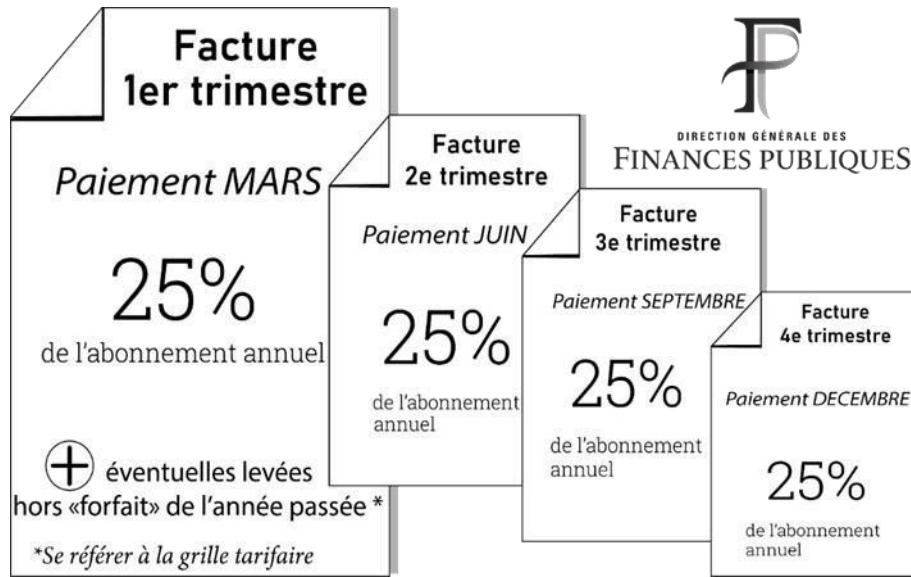 Facture
1er trimestre
Paiement MARS
25%
de l'abonnement annuel
+ éventuelles levées
hors «forfait» de l'année passée *
*Se référer à la grille tarifaire
Facture
2e trimestre
Paiement JUIN
25%
de l'abonnement
annuel
Facture
3e trimestre
Paiement SEPTEMBRE
25%
de l'abonnement
annuel
Facture
4e trimestre
Paiement DECEMBRE
25%
de l'abonnement
annuel
DIRECTION GÉNÉRALE DES
FINANCES PUBLIQUES